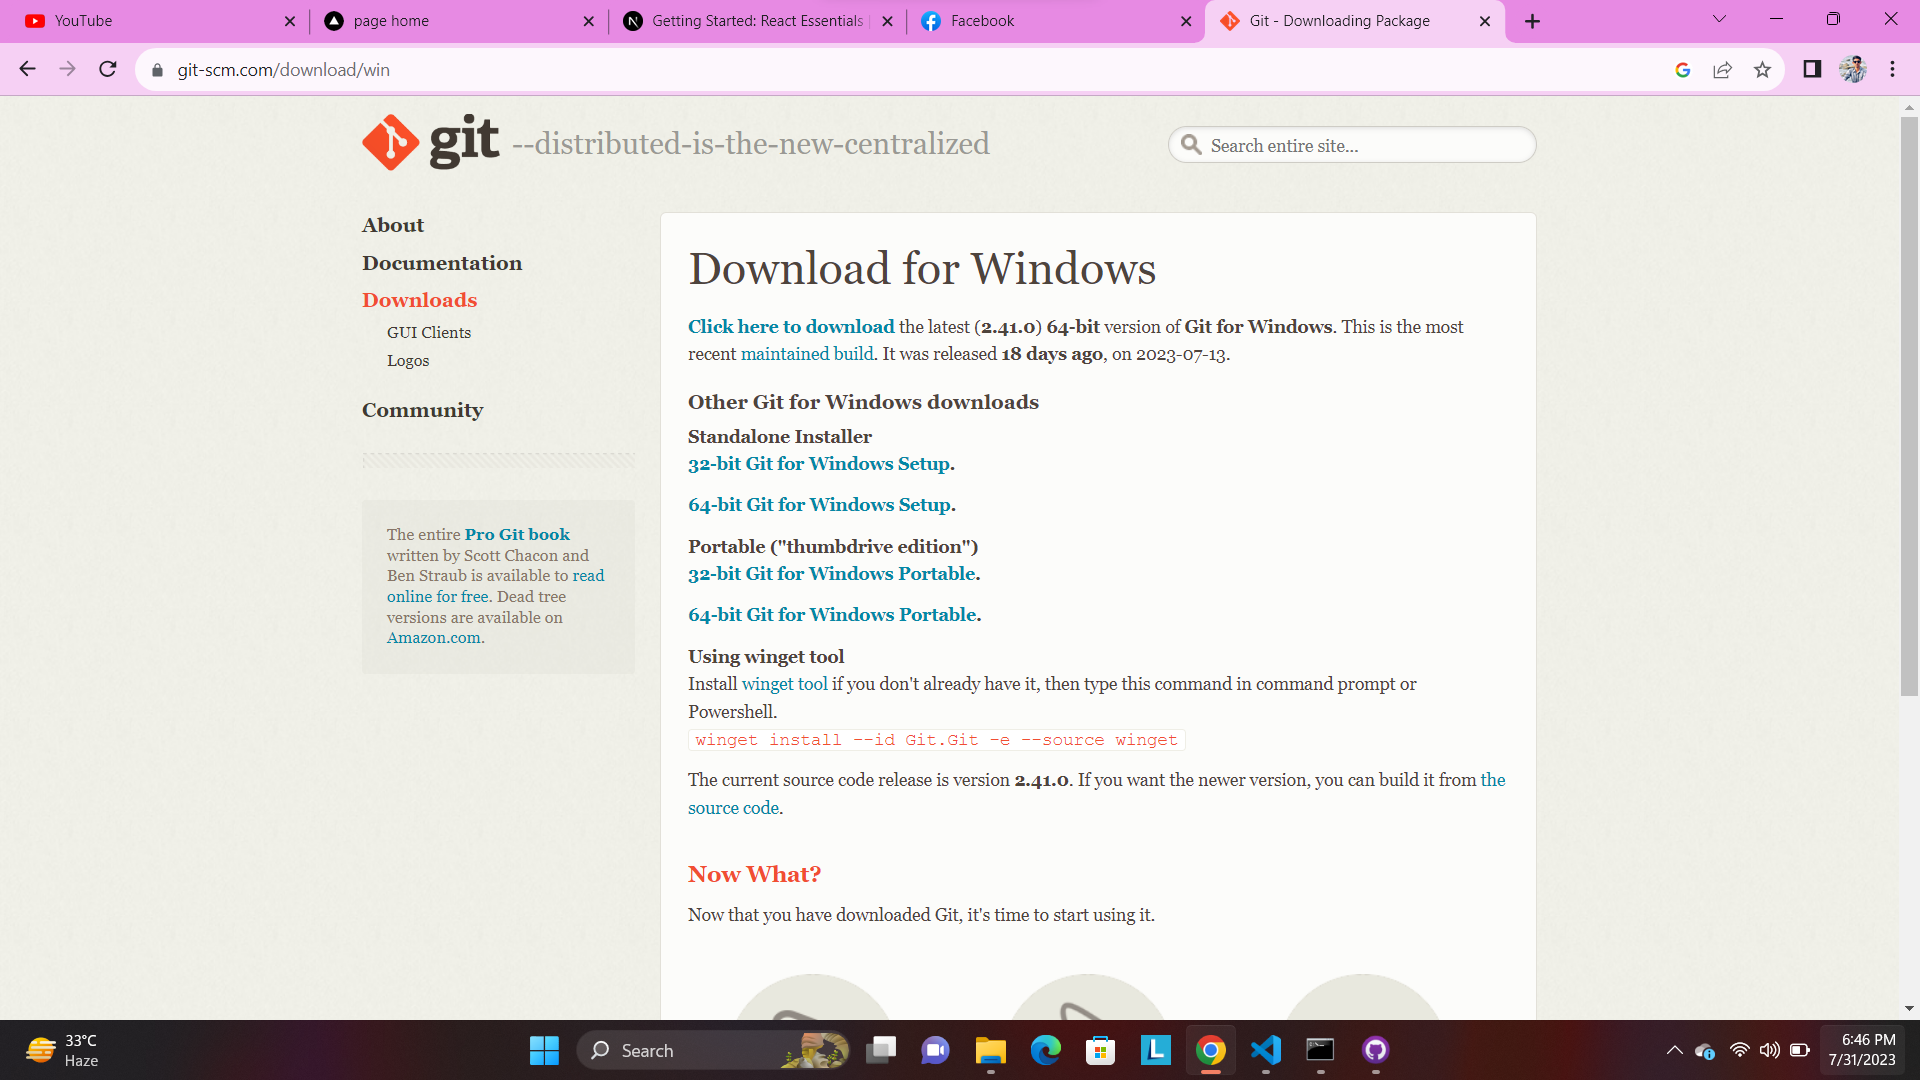 YouTube
page home
Getting Started: React Essentials
Facebook
Git - Downloading Package
git-scm.com/download/win
git --distributed-is-the-new-centralized
Search entire site...
About
Documentation
Downloads
GUI Clients
Logos
Community
The entire Pro Git book
written by Scott Chacon and
Ben Straub is available to read
online for free. Dead tree
versions are available on
Amazon.com.
Download for Windows
Click here to download the latest (2.41.0) 64-bit version of Git for Windows. This is the most
recent maintained build. It was released 18 days ago, on 2023-07-13.
Other Git for Windows downloads
Standalone Installer
32-bit Git for Windows Setup.
64-bit Git for Windows Setup.
Portable ("thumbdrive edition")
32-bit Git for Windows Portable.
64-bit Git for Windows Portable.
Using winget tool
Install winget tool if you don't already have it, then type this command in command prompt or
Powershell.
winget install --id Git.Git -e --source winget
The current source code release is version 2.41.0. If you want the newer version, you can build it from the
source code.
Now What?
Now that you have downloaded Git, it's time to start using it.
33°C
Haze
Search
6:46 PM
7/31/2023